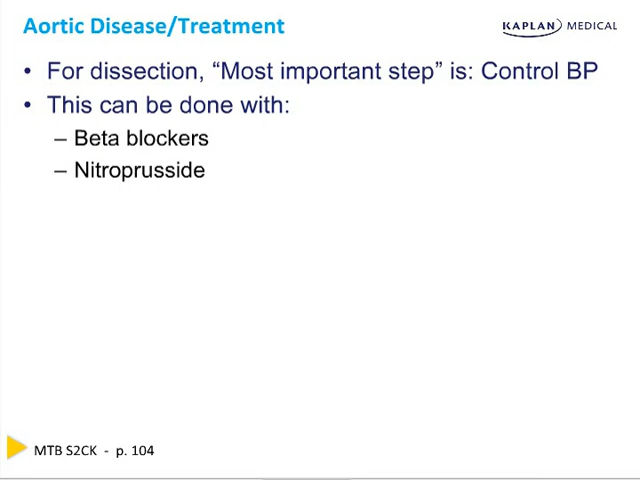 Aortic Disease/Treatment
KAPLAN MEDICAL
• For dissection, “Most important step” is: Control BP
• This can be done with:
– Beta blockers
– Nitroprusside
MTB S2CK - p. 104